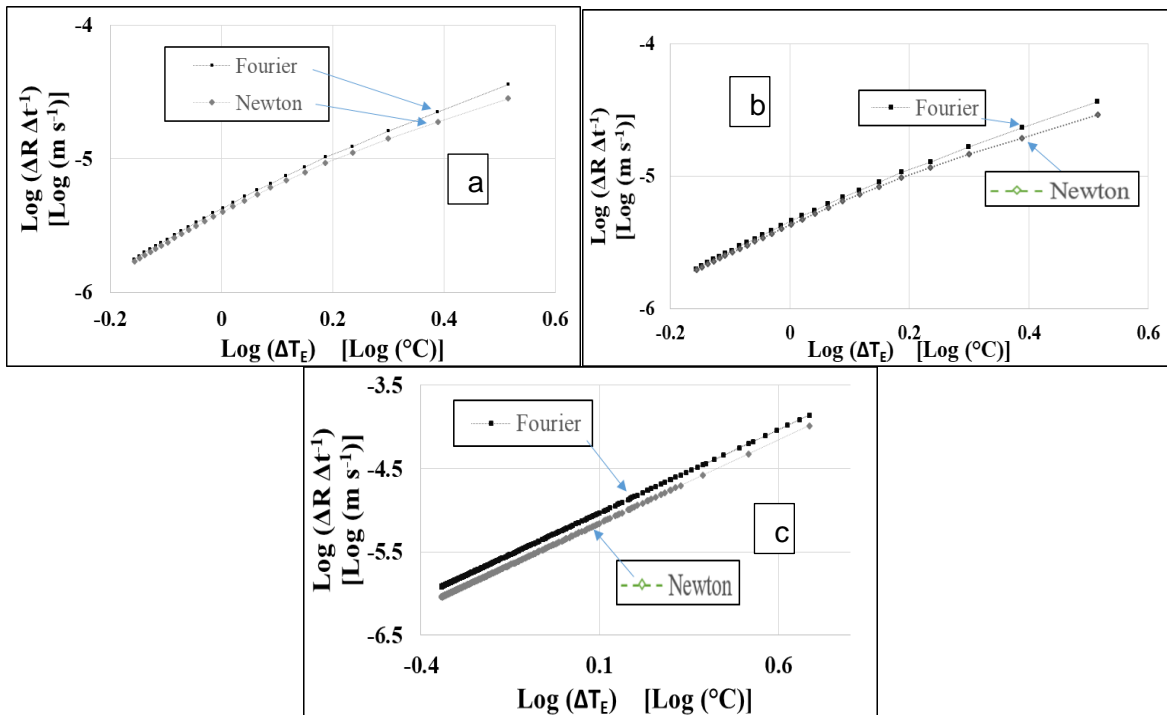 -4
-5
-6
-0.2 0 0.2 0.4 0.6
Log (ΔR Δt⁻¹)
[Log (m s⁻¹)]
Fourier
Newton
a
Log (ΔT_E) [Log (°C)]
-4
-5
-6
-0.2 0 0.2 0.4 0.6
Log (ΔR Δt⁻¹)
[Log (m s⁻¹)]
b
Fourier
Newton
Log (ΔT_E) [Log (°C)]
-3.5
-4.5
-5.5
-6.5
-0.4 0.1 0.6
Log (ΔR Δt⁻¹)
[Log (m s⁻¹)]
Fourier
c
Newton
Log (ΔT_E) [Log (°C)]